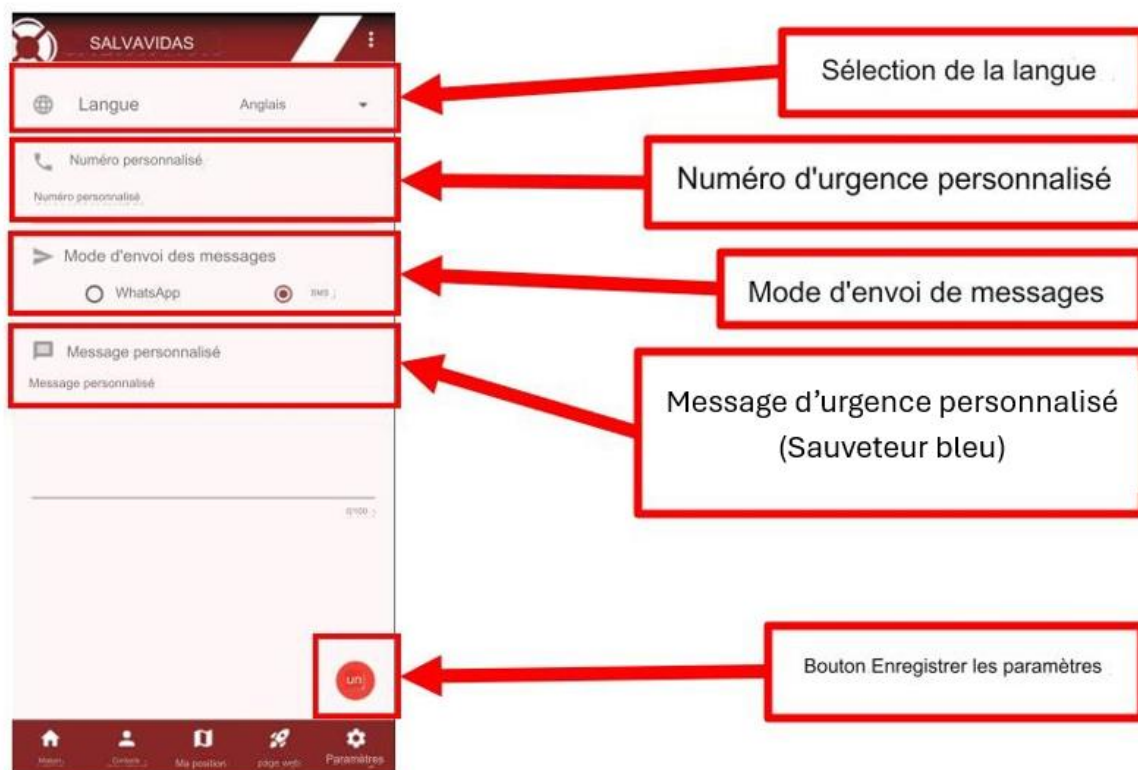 SALVAVIDAS
Sélection de la langue
Langue
Anglais
Numéro personnalisé
Numéro personnalisé
Numéro d'urgence personnalisé
Mode d'envoi des messages
WhatsApp
SMS
Mode d'envoi de messages
Message personnalisé
Message personnalisé
Message d’urgence personnalisé
(Sauveteur bleu)
0/100
un
Bouton Enregistrer les paramètres
Maison
Ma position
page web
Paramètres